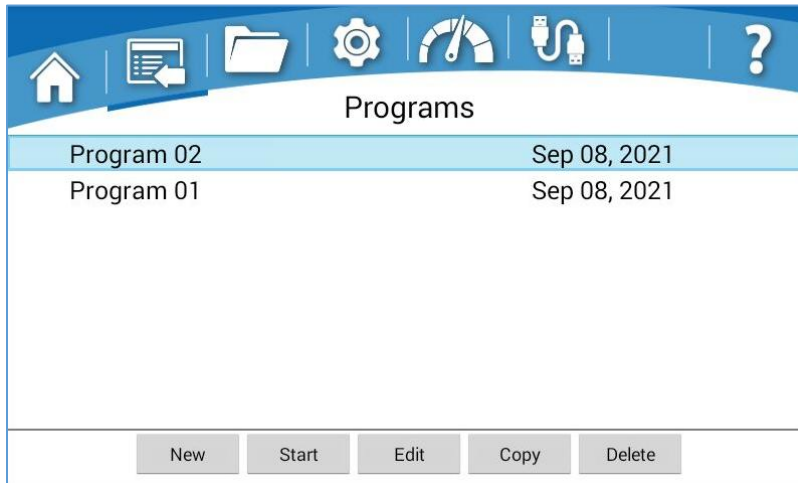 Programs
Program 02 Sep 08, 2021
Program 01 Sep 08, 2021
New Start Edit Copy Delete